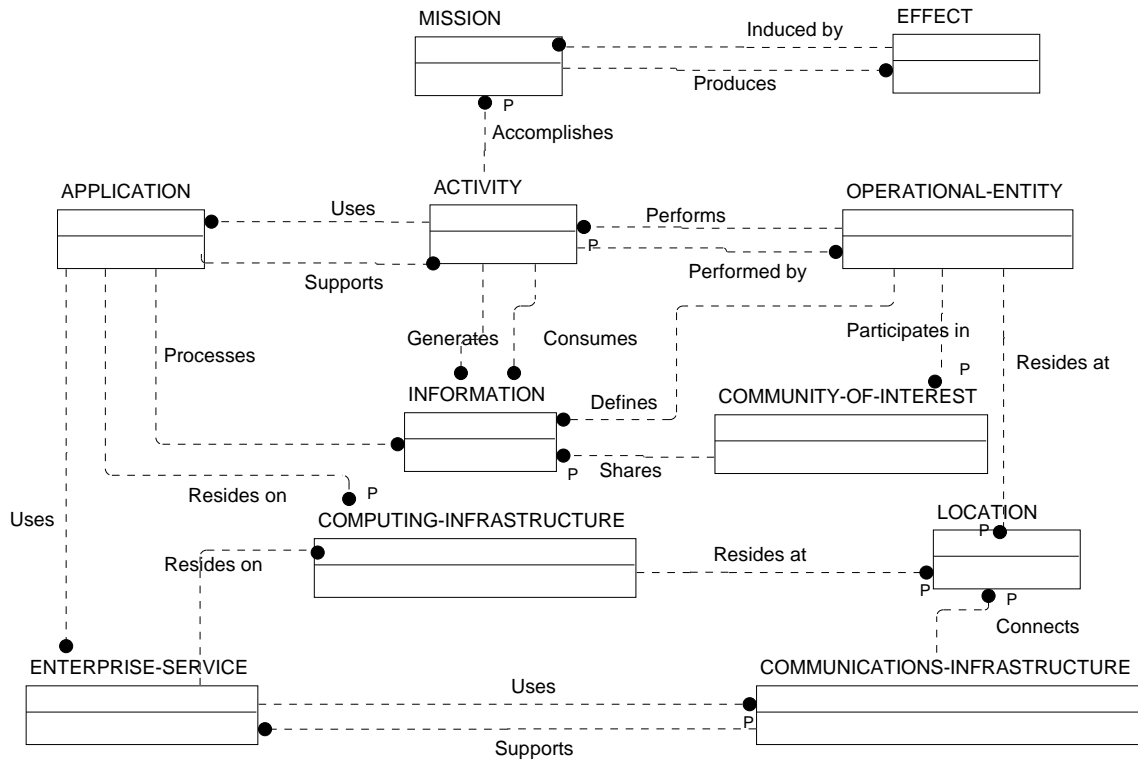 MISSION
EFFECT
Induced by
Produces
P
Accomplishes
APPLICATION
ACTIVITY
OPERATIONAL-ENTITY
Uses
Performs
P
Supports
Performed by
Generates
Consumes
Participates in
Processes
P
Resides at
INFORMATION
Defines
COMMUNITY-OF-INTEREST
Shares
P
Resides on
P
Uses
COMPUTING-INFRASTRUCTURE
LOCATION
P
Resides on
Resides at
P
P
Connects
ENTERPRISE-SERVICE
COMMUNICATIONS-INFRASTRUCTURE
Uses
P
Supports